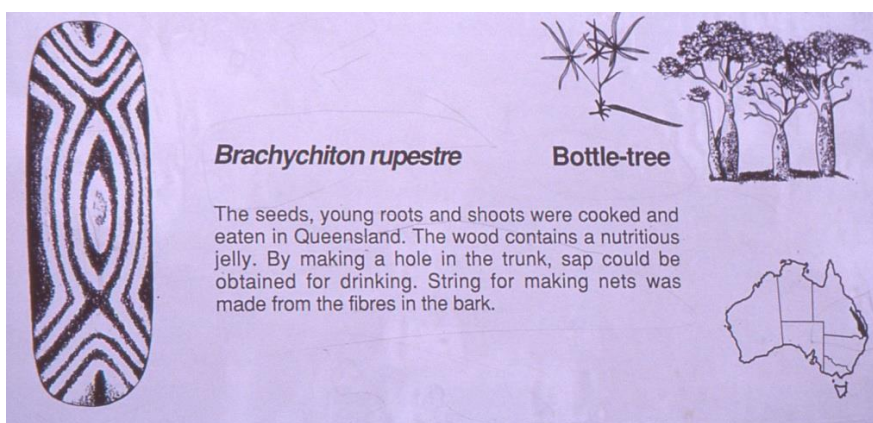 Brachychiton rupestre Bottle-tree
The seeds, young roots and shoots were cooked and
eaten in Queensland. The wood contains a nutritious
jelly. By making a hole in the trunk, sap could be
obtained for drinking. String for making nets was
made from the fibres in the bark.